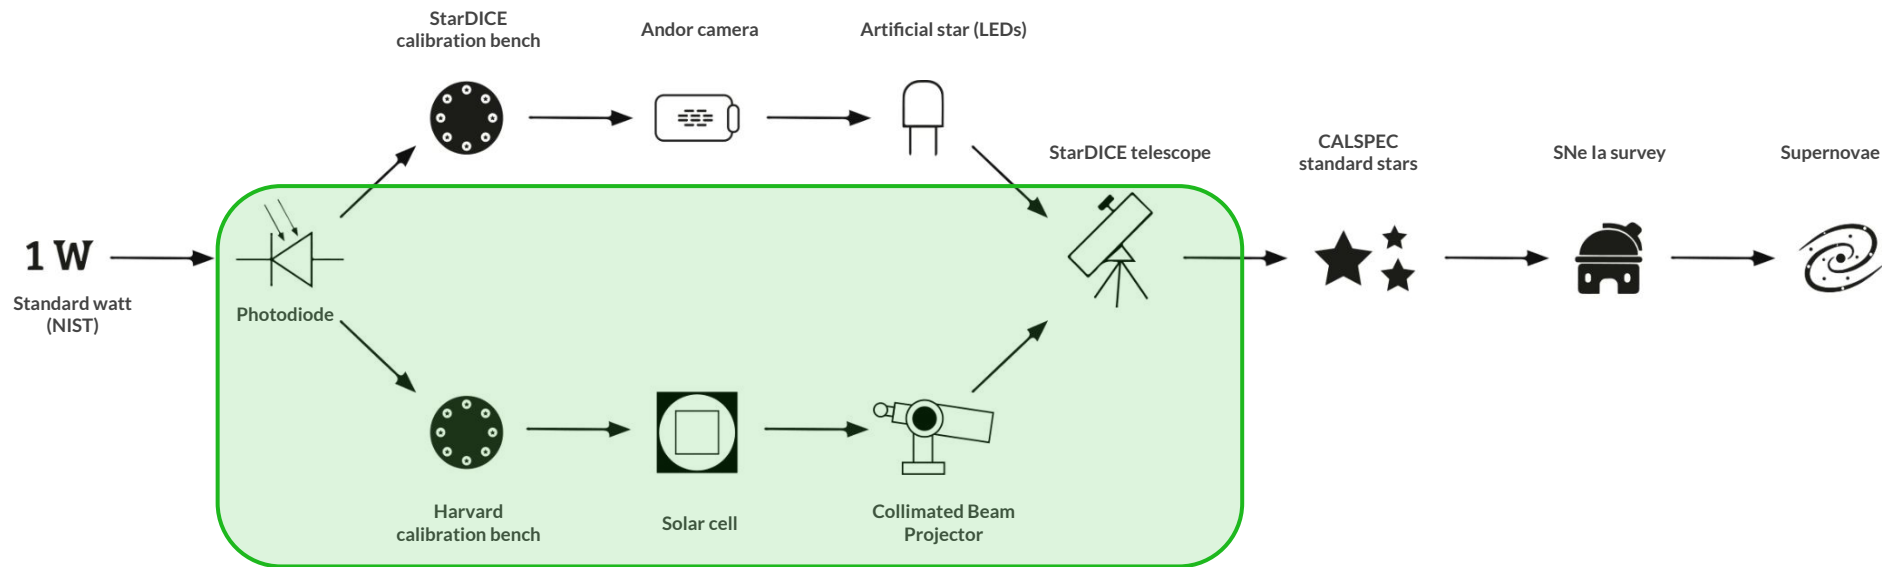 StarDICE
calibration bench
Andor camera
Artificial star (LEDs)
StarDICE telescope
CALSPEC
standard stars
SNe Ia survey
Supernovae
1 W
Standard watt
(NIST)
Photodiode
Harvard
calibration bench
Solar cell
Collimated Beam
Projector